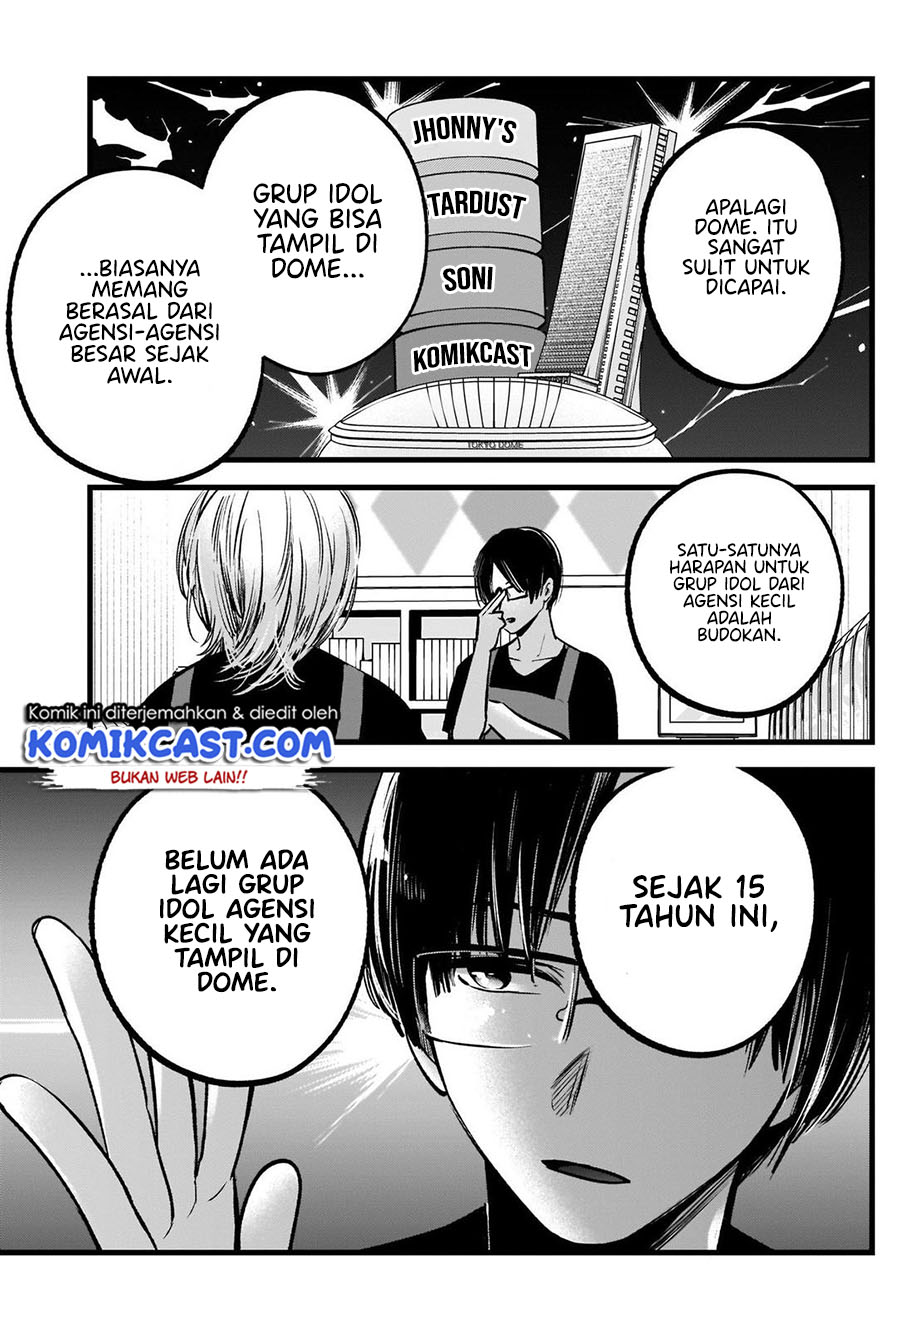 APALAGI
DOME. ITU
SANGAT
SULIT UNTUK
DICAPAI.
JHONNY'S
TARDUST
SONI
KOMIKCAST
TOKYO DOME
GRUP IDOL
YANG BISA
TAMPIL DI
DOME...
...BIASANYA
MEMANG
BERASAL DARI
AGENSI-AGENSI
BESAR SEJAK
AWAL.
SATU-SATUNYA
HARAPAN UNTUK
GRUP IDOL DARI
AGENSI KECIL
ADALAH
BUDOKAN.
Komik ini diterjemahkan & diedit oleh
KOMIKCAST.COM
BUKAN WEB LAIN!!
SEJAK 15
TAHUN INI,
BELUM ADA
LAGI GRUP
IDOL AGENSI
KECIL YANG
TAMPIL DI
DOME.